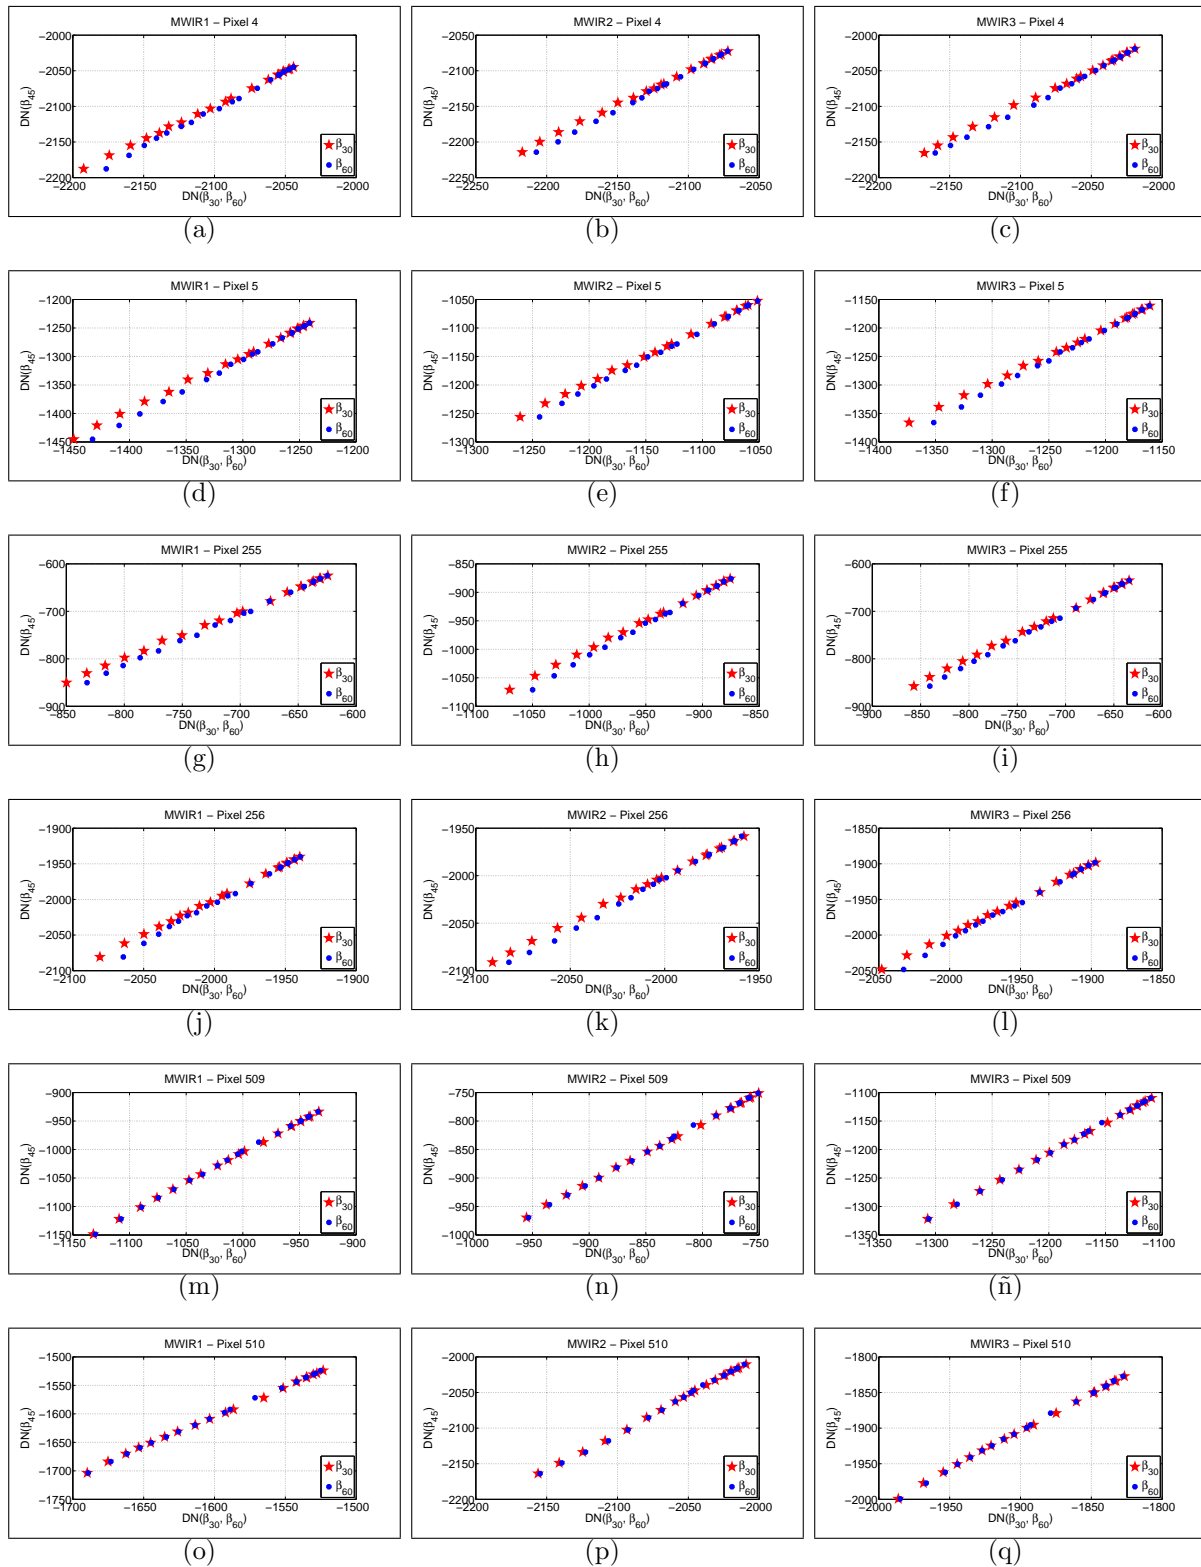 MWIR1 − Pixel 4
−2000
−2050
−2100
−2150
−2200
DN(β45)
β30
β60
−2200 −2150 −2100 −2050 −2000
DN(β30, β60)
(a)
MWIR2 − Pixel 4
−2050
−2100
−2150
−2200
−2250
DN(β45)
β30
β60
−2250 −2200 −2150 −2100 −2050
DN(β30, β60)
(b)
MWIR3 − Pixel 4
−2000
−2050
−2100
−2150
−2200
DN(β45)
β30
β60
−2200 −2150 −2100 −2050 −2000
DN(β30, β60)
(c)
MWIR1 − Pixel 5
−1200
−1250
−1300
−1350
−1400
−1450
DN(β45)
β30
β60
−1450 −1400 −1350 −1300 −1250 −1200
DN(β30, β60)
(d)
MWIR2 − Pixel 5
−1050
−1100
−1150
−1200
−1250
−1300
DN(β45)
β30
β60
−1300 −1250 −1200 −1150 −1100 −1050
DN(β30, β60)
(e)
MWIR3 − Pixel 5
−1150
−1200
−1250
−1300
−1350
−1400
DN(β45)
β30
β60
−1400 −1350 −1300 −1250 −1200 −1150
DN(β30, β60)
(f)
MWIR1 − Pixel 255
−600
−700
−800
−900
DN(β45)
β30
β60
−850 −800 −750 −700 −650 −600
DN(β30, β60)
(g)
MWIR2 − Pixel 255
−850
−900
−950
−1000
−1050
−1100
DN(β45)
β30
β60
−1100 −1050 −1000 −950 −900 −850
DN(β30, β60)
(h)
MWIR3 − Pixel 255
−600
−700
−800
−900
DN(β45)
β30
β60
−900 −850 −800 −750 −700 −650 −600
DN(β30, β60)
(i)
MWIR1 − Pixel 256
−1900
−1950
−2000
−2050
−2100
DN(β45)
β30
β60
−2100 −2050 −2000 −1950 −1900
DN(β30, β60)
(j)
MWIR2 − Pixel 256
−1950
−2000
−2050
−2100
DN(β45)
β30
β60
−2100 −2050 −2000 −1950
DN(β30, β60)
(k)
MWIR3 − Pixel 256
−1850
−1900
−1950
−2000
−2050
DN(β45)
β30
β60
−2050 −2000 −1950 −1900 −1850
DN(β30, β60)
(l)
MWIR1 − Pixel 509
−900
−950
−1000
−1050
−1100
−1150
DN(β45)
β30
β60
−1150 −1100 −1050 −1000 −950 −900
DN(β30, β60)
(m)
MWIR2 − Pixel 509
−750
−800
−850
−900
−950
−1000
DN(β45)
β30
β60
−1000 −950 −900 −850 −800 −750
DN(β30, β60)
(n)
MWIR3 − Pixel 509
−1100
−1150
−1200
−1250
−1300
−1350
DN(β45)
β30
β60
−1350 −1300 −1250 −1200 −1150 −1100
DN(β30, β60)
(ñ)
MWIR1 − Pixel 510
−1500
−1550
−1600
−1650
−1700
−1750
DN(β45)
β30
β60
−1700 −1650 −1600 −1550 −1500
DN(β30, β60)
(o)
MWIR2 − Pixel 510
−2000
−2050
−2100
−2150
−2200
DN(β45)
β30
β60
−2200 −2150 −2100 −2050 −2000
DN(β30, β60)
(p)
MWIR3 − Pixel 510
−1800
−1850
−1900
−1950
−2000
DN(β45)
β30
β60
−2000 −1950 −1900 −1850 −1800
DN(β30, β60)
(q)